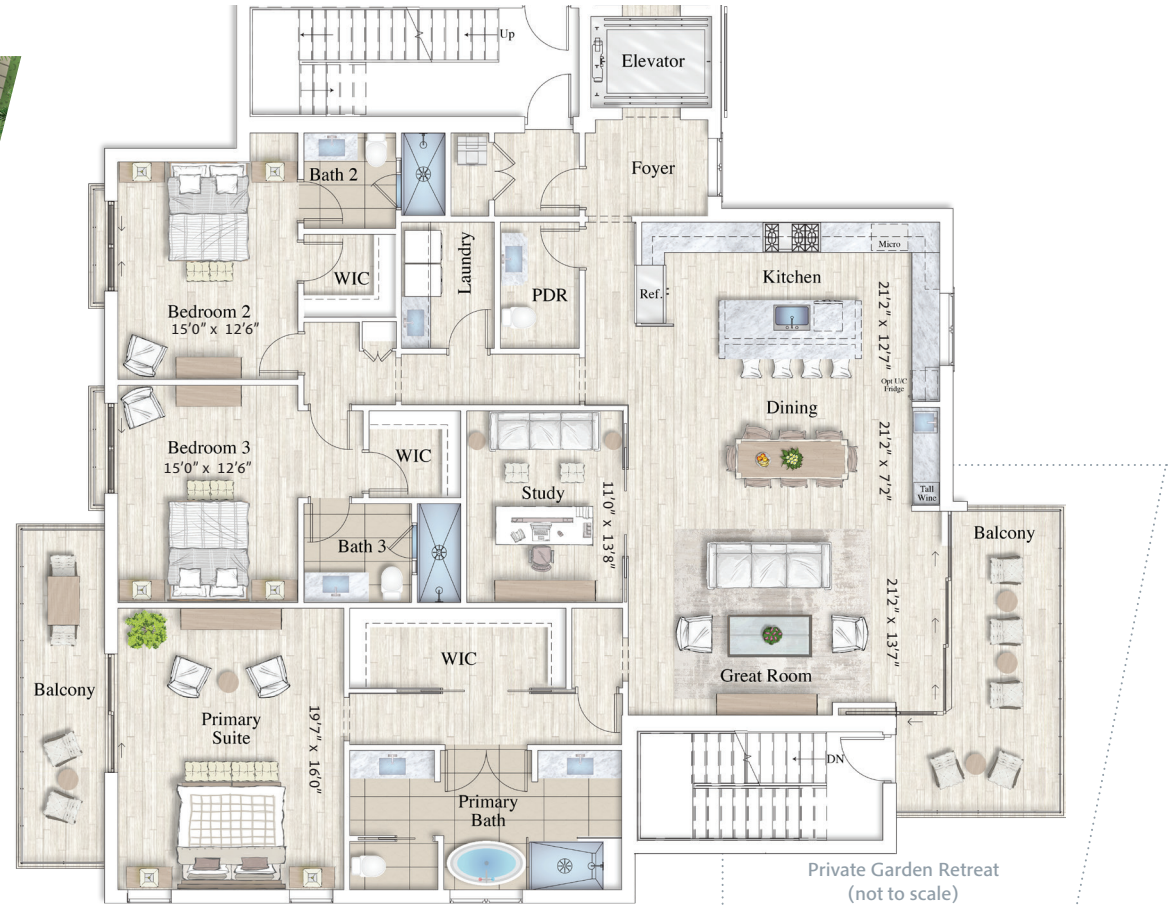 Up
Elevator
Foyer
Bath 2
Laundry
PDR
WIC
Bedroom 2
15'0" x 12'6"
Micro
Kitchen
Ref.
21'2" x 12'7"
Opt U/C
Fridge
Dining
21'2" x 7'2"
Tall
Wine
Bedroom 3
15'0" x 12'6"
WIC
Study
11'0" x 13'8"
Bath 3
Balcony
21'2" x 13'7"
Great Room
WIC
Balcony
Primary
Suite
19'7" x 16'0"
DN
Primary
Bath
Private Garden Retreat
(not to scale)